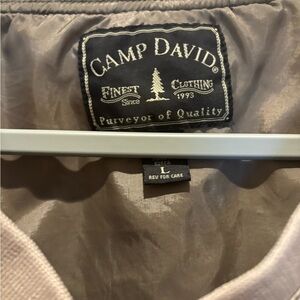 CAMP DAVID®
FINEST CLOTHING
Since 1993
Purveyor of Quality
L
REV FOR CARE